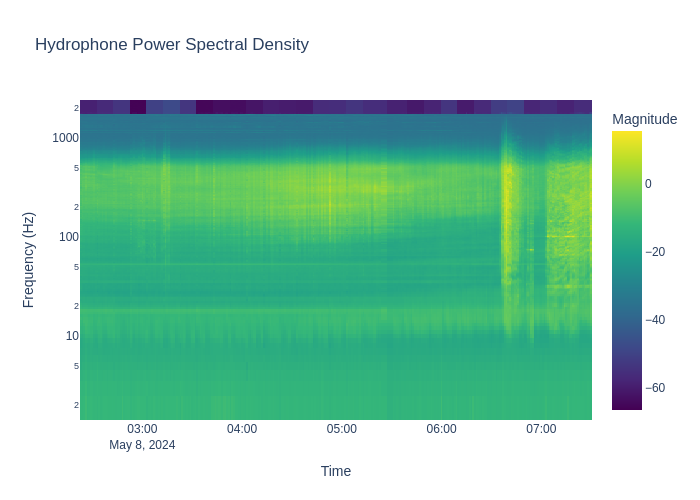 Hydrophone Power Spectral Density
Magnitude
2
1000
5
2
100
5
2
10
5
2
Frequency (Hz)
0
−20
−40
−60
03:00 04:00 05:00 06:00 07:00
May 8, 2024
Time